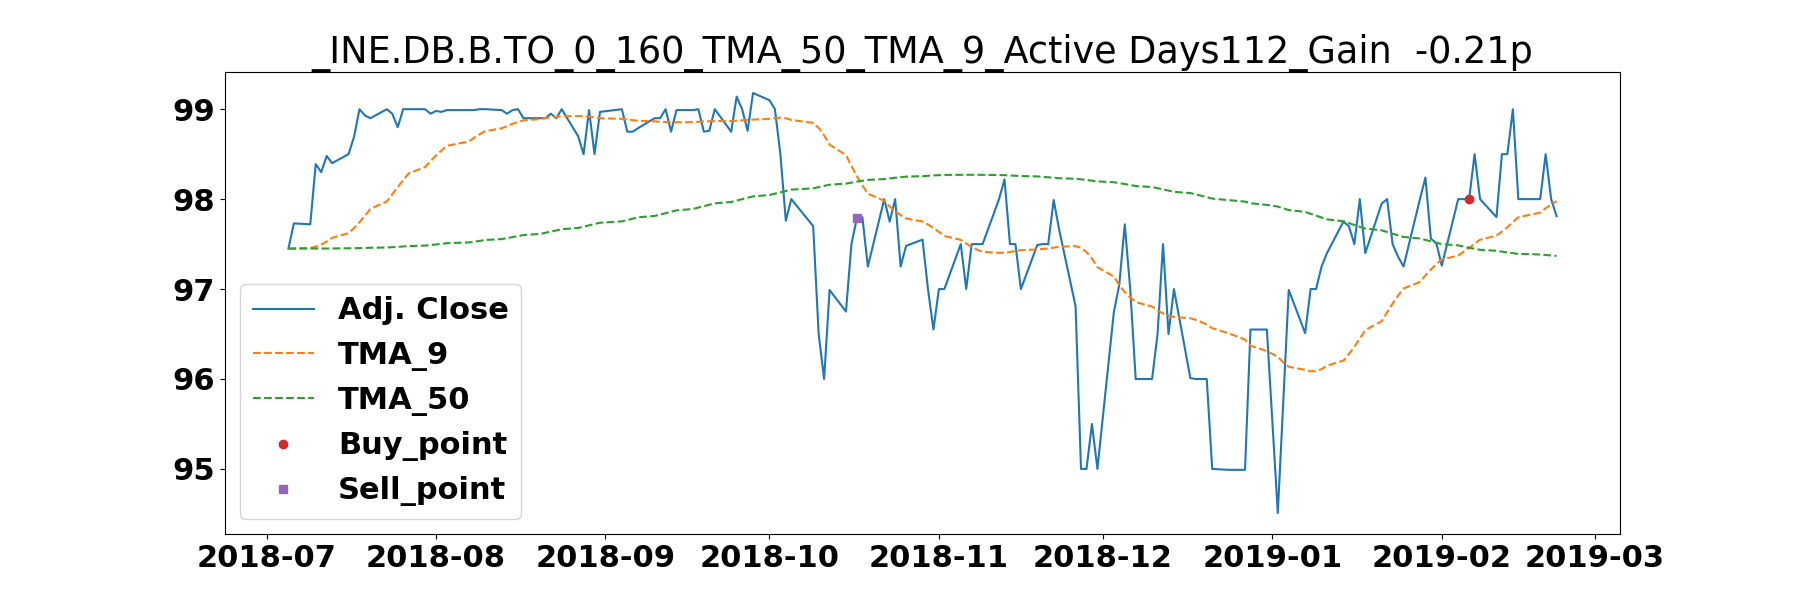 _INE.DB.B.TO_0_160_TMA_50_TMA_9_Active Days112_Gain  -0.21p
99
98
97
96
95
Adj. Close
TMA_9
TMA_50
Buy_point
Sell_point
2018-07 2018-08 2018-09 2018-10 2018-11 2018-12 2019-01 2019-02 2019-03